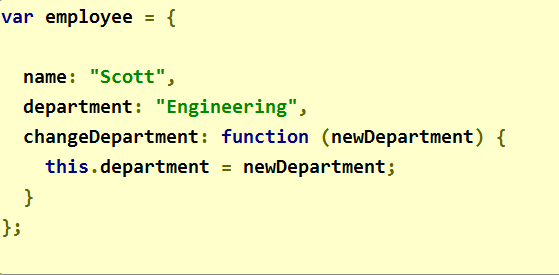 var employee = {
name: "Scott",
department: "Engineering",
changeDepartment: function (newDepartment) {
this.department = newDepartment;
}
};